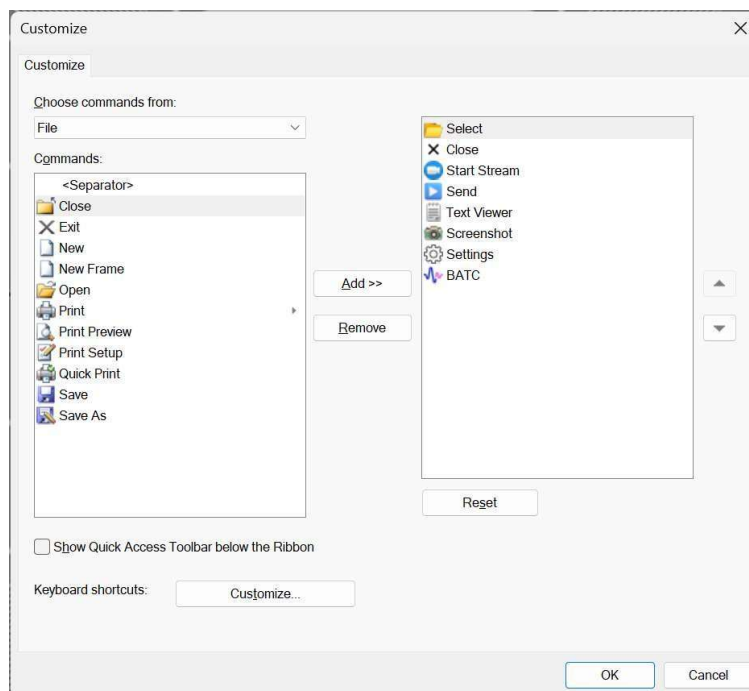 Customize
Customize
Choose commands from:
File
Commands:
<Separator>
Close
Exit
New
New Frame
Open
Print
Print Preview
Print Setup
Quick Print
Save
Save As
Add >>
Remove
Select
Close
Start Stream
Send
Text Viewer
Screenshot
Settings
BATC
Reset
Show Quick Access Toolbar below the Ribbon
Keyboard shortcuts:
Customize...
OK
Cancel